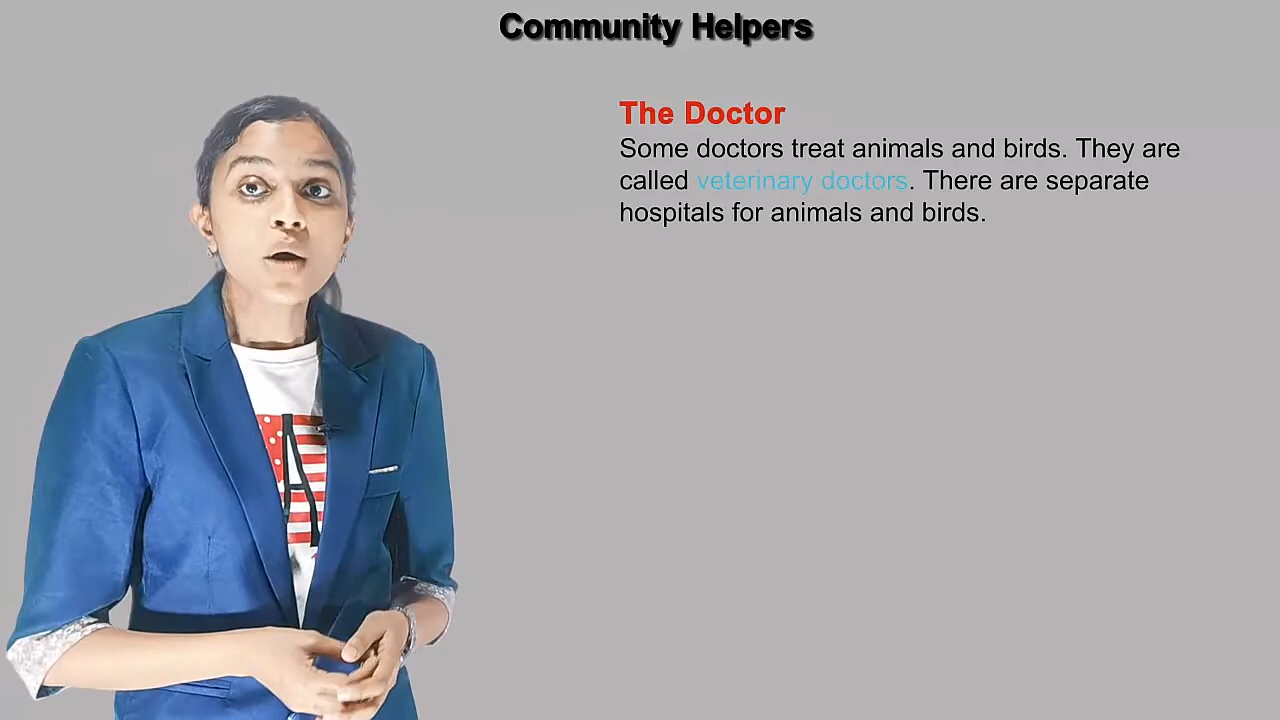 Community Helpers
The Doctor
Some doctors treat animals and birds. They are
called veterinary doctors. There are separate
hospitals for animals and birds.